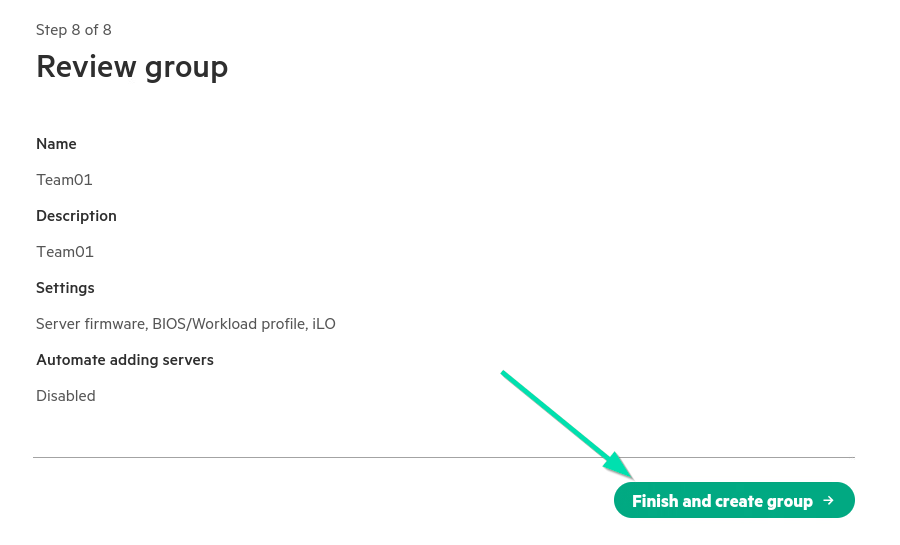 Step 8 of 8
Review group
Name
Team01
Description
Team01
Settings
Server firmware, BIOS/Workload profile, iLO
Automate adding servers
Disabled
Finish and create group →